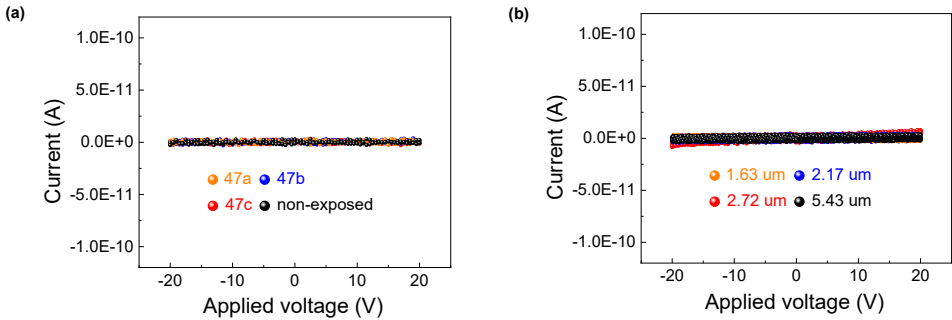 (a)
1.0E-10
5.0E-11
0.0E+0
-5.0E-11
-1.0E-10
Current (A)
47a 47b
47c non-exposed
-20 -10 0 10 20
Applied voltage (V)
(b)
1.0E-10
5.0E-11
0.0E+0
-5.0E-11
-1.0E-10
Current (A)
1.63 um 2.17 um
2.72 um 5.43 um
-20 -10 0 10 20
Applied voltage (V)